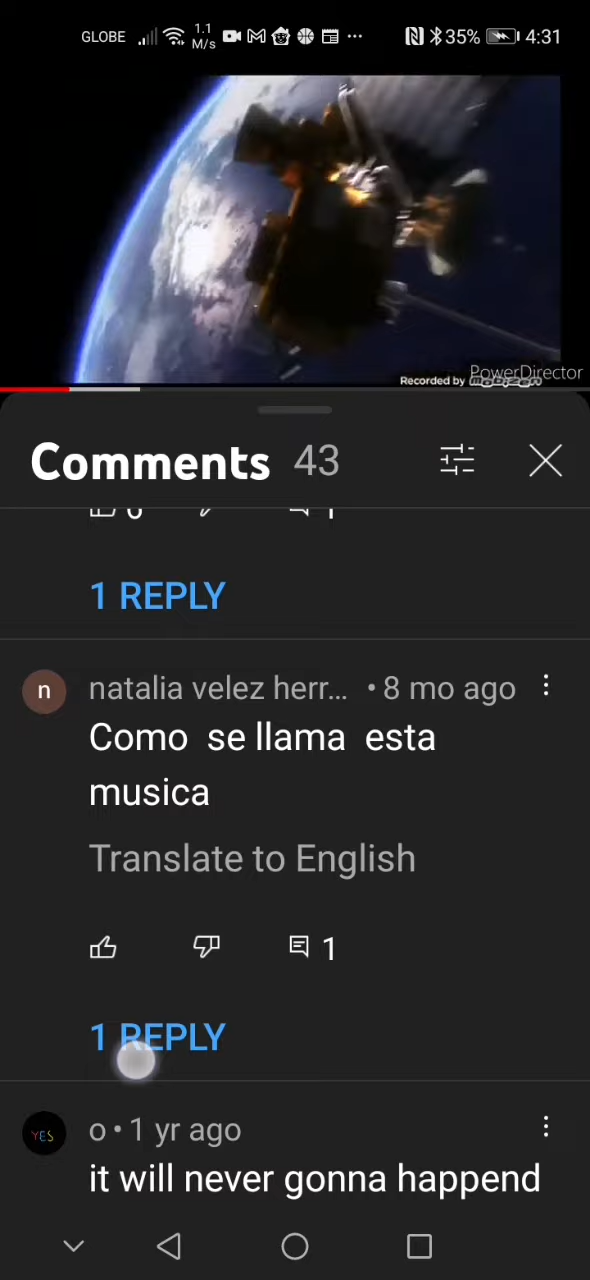 GLOBE 1.1 M/s 35% 4:31
PowerDirector
Recorded by
Comments 43
1 REPLY
n natalia velez herr... • 8 mo ago
Como se llama esta
musica
Translate to English
1
1 REPLY
YES o • 1 yr ago
it will never gonna happend